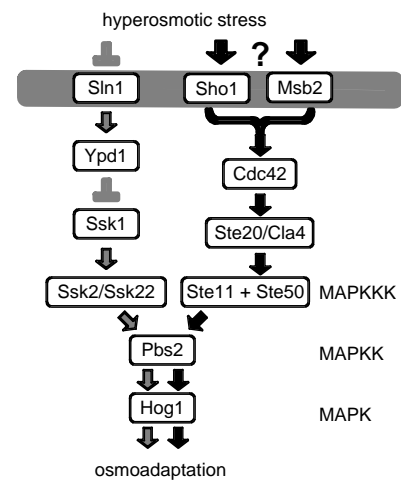 hyperosmotic stress
?
Sln1 Sho1 Msb2
Ypd1 Cdc42
Ssk1 Ste20/Cla4
Ssk2/Ssk22 Ste11 + Ste50 MAPKKK
Pbs2 MAPKK
Hog1 MAPK
osmoadaptation